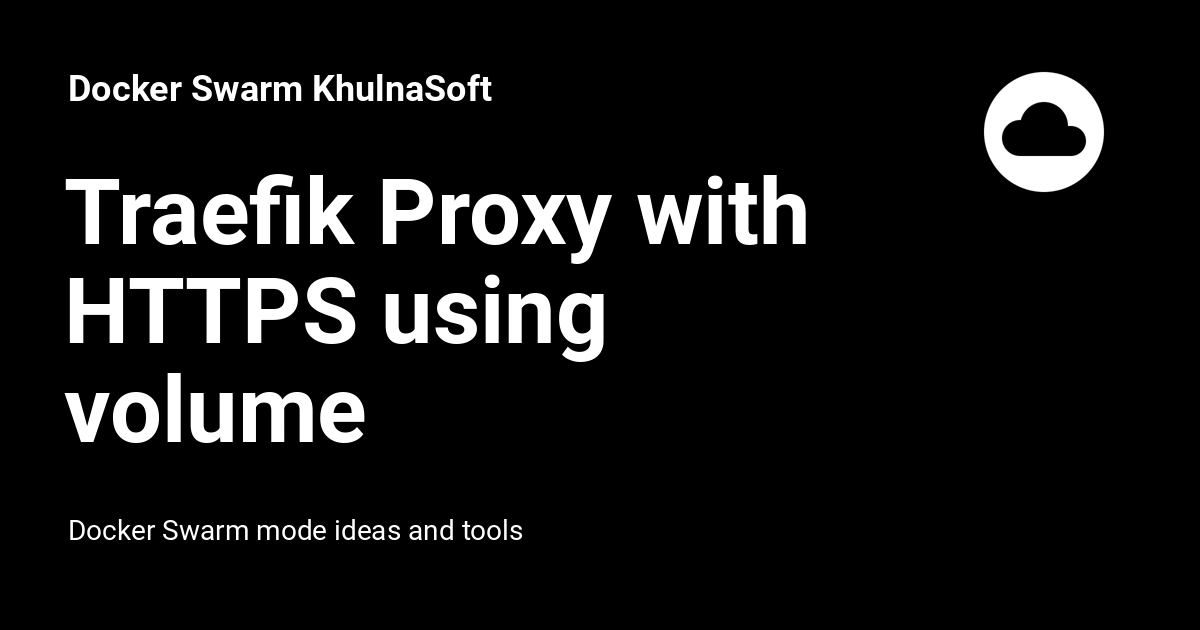 Docker Swarm KhulnaSoft
Traefik Proxy with
HTTPS using
volume
Docker Swarm mode ideas and tools